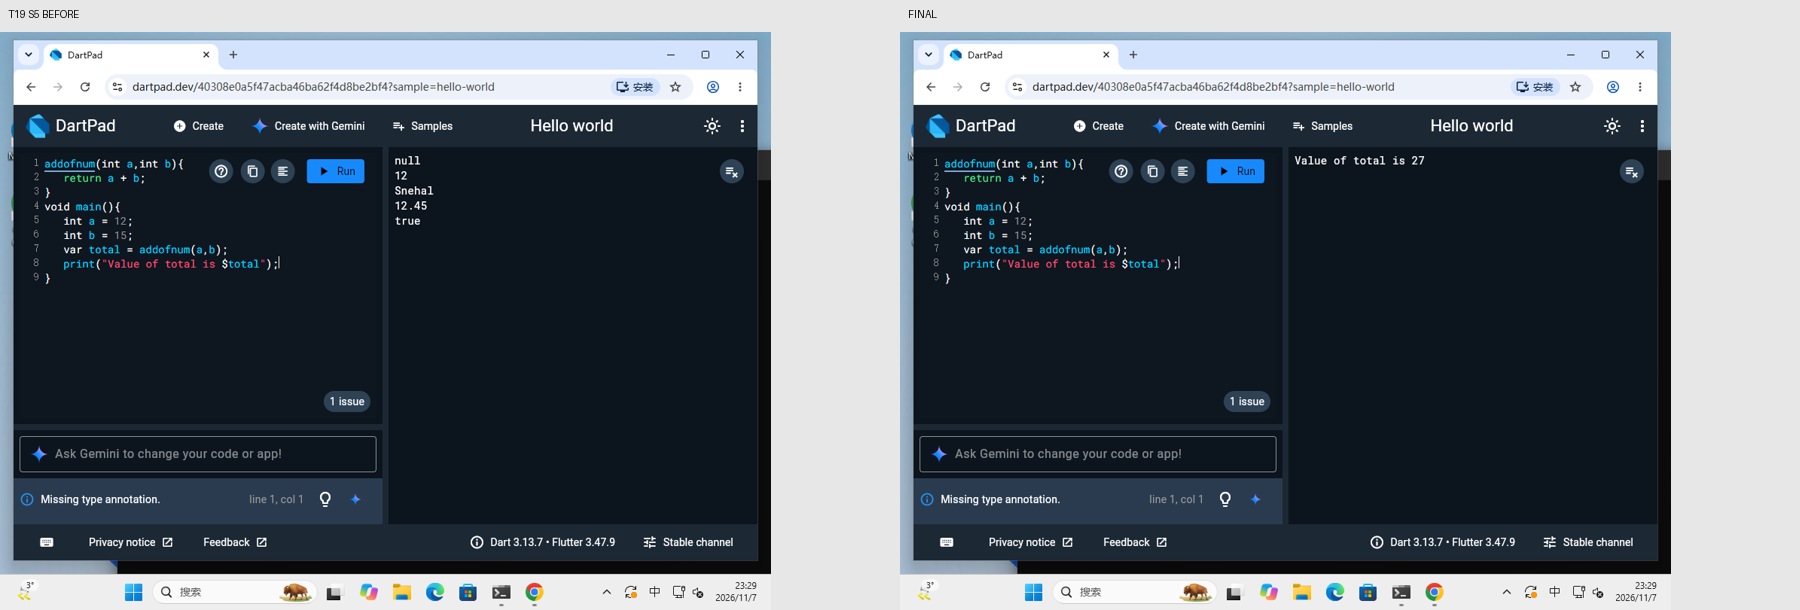 T19 S5 BEFORE
DartPad
dartpad.dev/40308e0a5f47acba46ba62f4d8be2bf4?sample=hello-world
安装
DartPad
Create
Create with Gemini
Samples
Hello world
1 addofnum(int a,int b){
2 return a + b;
3 }
4 void main(){
5 int a = 12;
6 int b = 15;
7 var total = addofnum(a,b);
8 print("Value of total is $total");
9 }
Run
null
12
Snehal
12.45
true
1 issue
Ask Gemini to change your code or app!
Missing type annotation.
line 1, col 1
Privacy notice
Feedback
Dart 3.13.7 • Flutter 3.47.9
Stable channel
3°
搜索
中
23:29
2026/11/7
FINAL
DartPad
dartpad.dev/40308e0a5f47acba46ba62f4d8be2bf4?sample=hello-world
安装
DartPad
Create
Create with Gemini
Samples
Hello world
1 addofnum(int a,int b){
2 return a + b;
3 }
4 void main(){
5 int a = 12;
6 int b = 15;
7 var total = addofnum(a,b);
8 print("Value of total is $total");
9 }
Run
Value of total is 27
1 issue
Ask Gemini to change your code or app!
Missing type annotation.
line 1, col 1
Privacy notice
Feedback
Dart 3.13.7 • Flutter 3.47.9
Stable channel
3°
搜索
中
23:29
2026/11/7